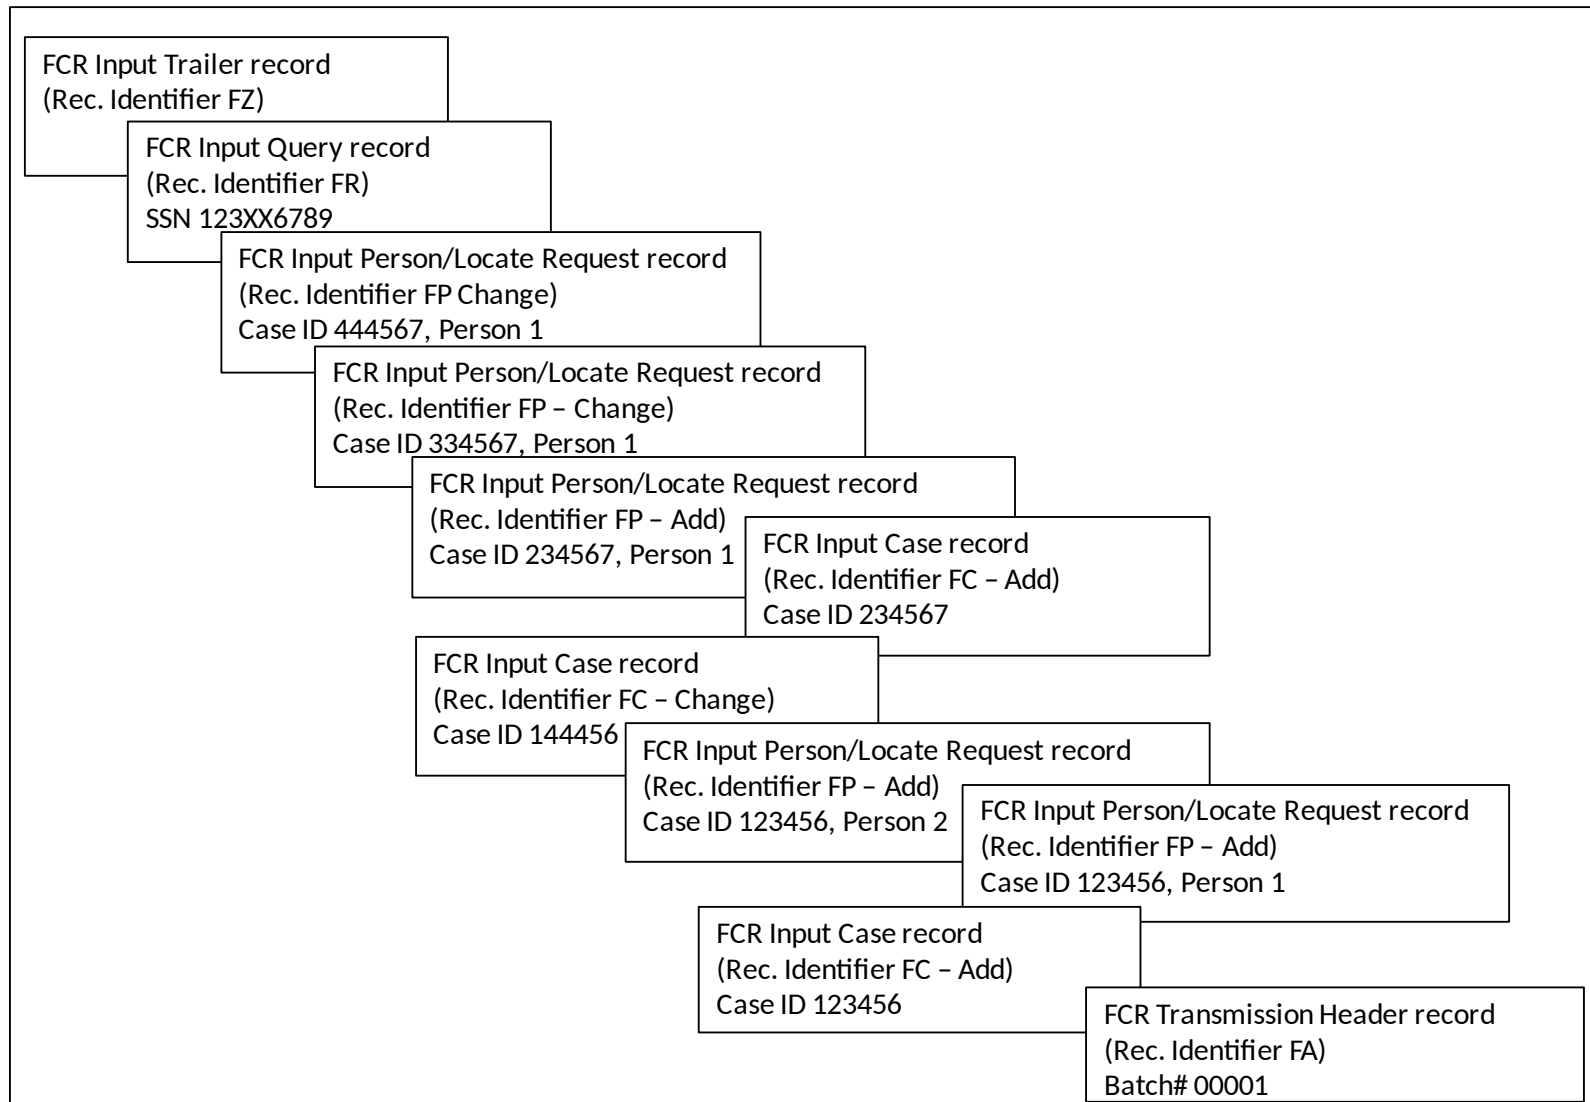 FCR Input Trailer record
(Rec. Identifier FZ)
FCR Input Query record
(Rec. Identifier FR)
SSN 123XX6789
FCR Input Person/Locate Request record
(Rec. Identifier FP Change)
Case ID 444567, Person 1
FCR Input Person/Locate Request record
(Rec. Identifier FP – Change)
Case ID 334567, Person 1
FCR Input Person/Locate Request record
(Rec. Identifier FP – Add)
Case ID 234567, Person 1
FCR Input Case record
(Rec. Identifier FC – Add)
Case ID 234567
FCR Input Case record
(Rec. Identifier FC – Change)
Case ID 144456
FCR Input Person/Locate Request record
(Rec. Identifier FP – Add)
Case ID 123456, Person 2
FCR Input Person/Locate Request record
(Rec. Identifier FP – Add)
Case ID 123456, Person 1
FCR Input Case record
(Rec. Identifier FC – Add)
Case ID 123456
FCR Transmission Header record
(Rec. Identifier FA)
Batch# 00001